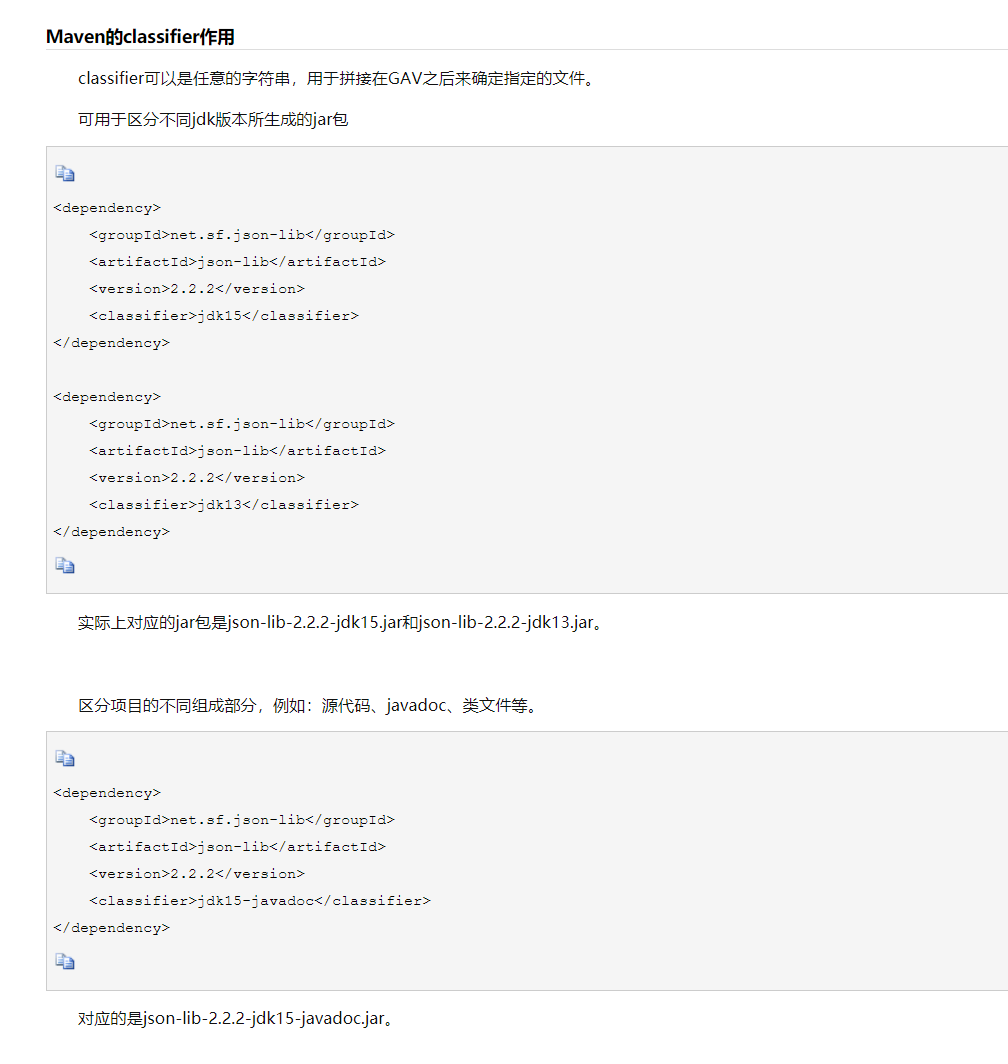 Maven的classifier作用
classifier可以是任意的字符串，用于拼接在GAV之后来确定指定的文件。
可用于区分不同jdk版本所生成的jar包
<dependency>
    <groupId>net.sf.json-lib</groupId>
    <artifactId>json-lib</artifactId>
    <version>2.2.2</version>
    <classifier>jdk15</classifier>
</dependency>
<dependency>
    <groupId>net.sf.json-lib</groupId>
    <artifactId>json-lib</artifactId>
    <version>2.2.2</version>
    <classifier>jdk13</classifier>
</dependency>
实际上对应的jar包是json-lib-2.2.2-jdk15.jar和json-lib-2.2.2-jdk13.jar。
区分项目的不同组成部分，例如：源代码、javadoc、类文件等。
<dependency>
    <groupId>net.sf.json-lib</groupId>
    <artifactId>json-lib</artifactId>
    <version>2.2.2</version>
    <classifier>jdk15-javadoc</classifier>
</dependency>
对应的是json-lib-2.2.2-jdk15-javadoc.jar。